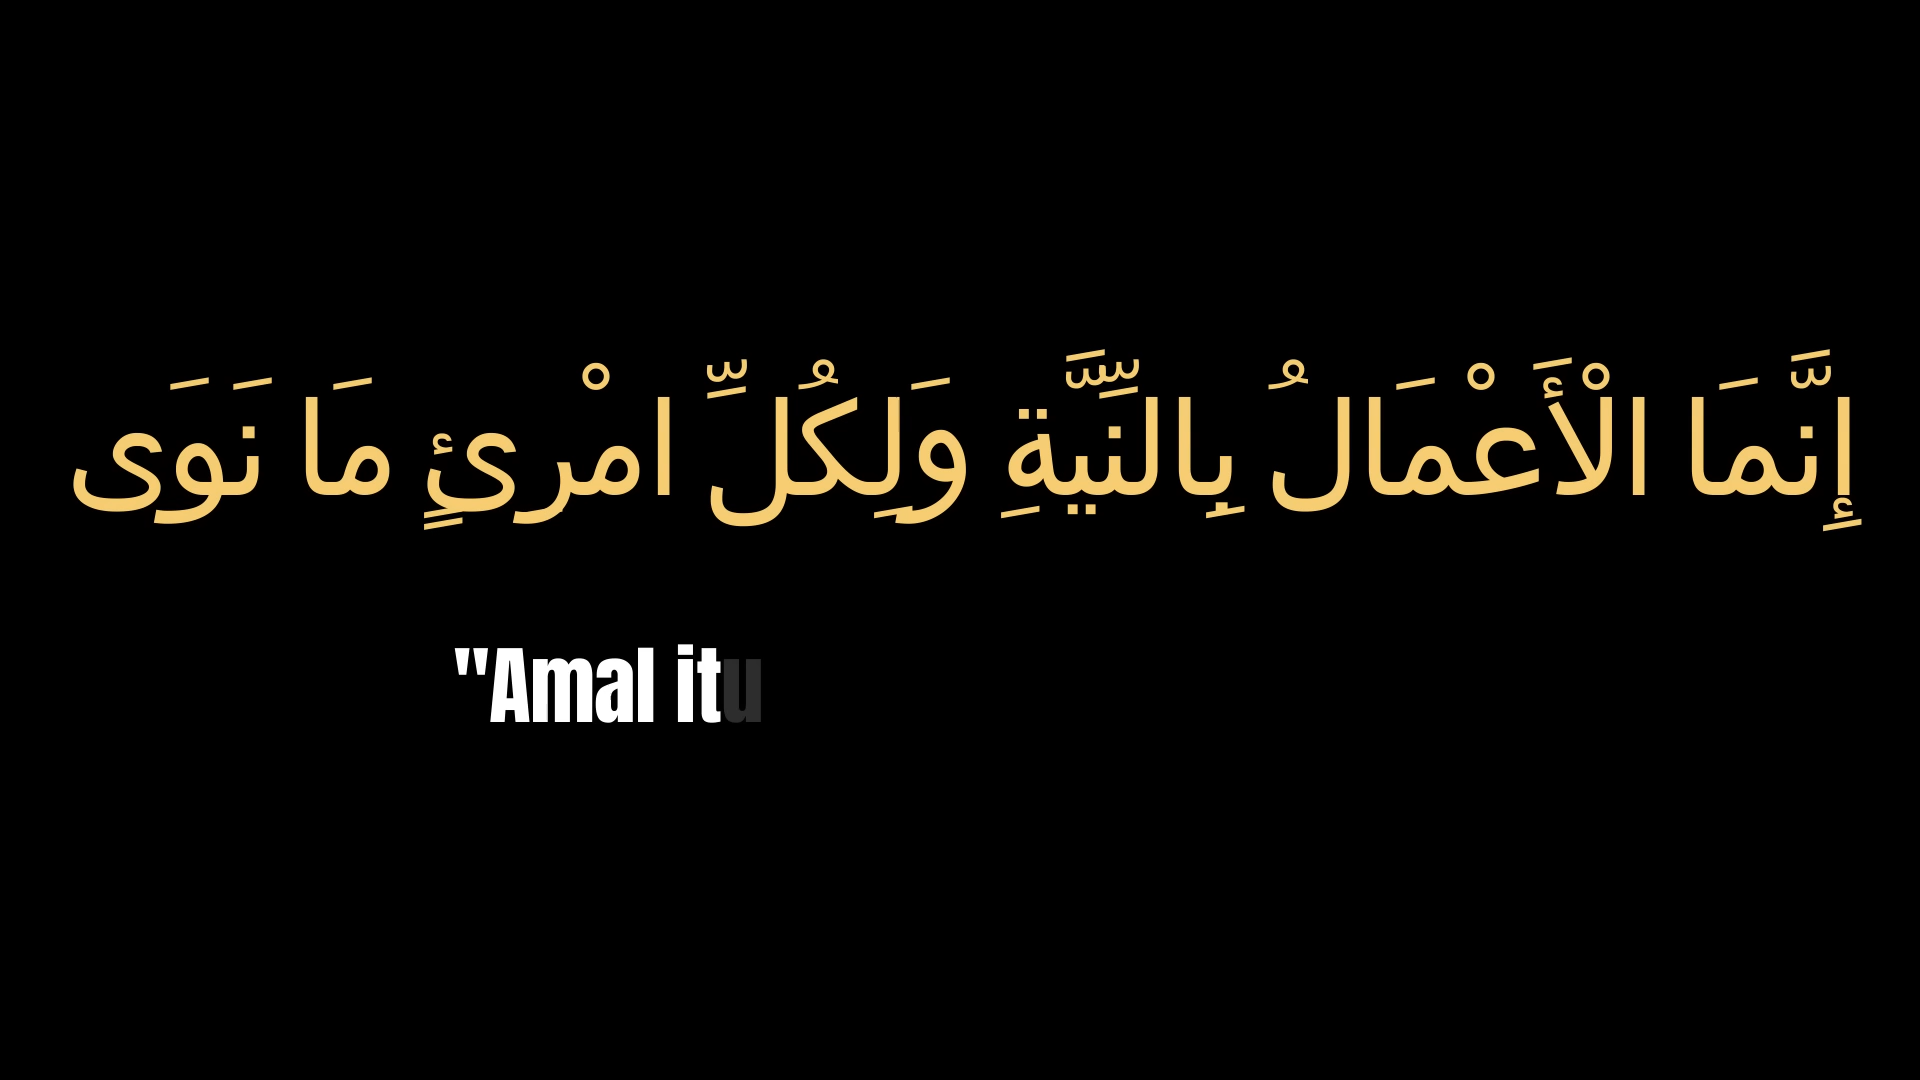 إِنَّمَا الْأَعْمَالُ بِالنِّيَّةِ وَلِكُلِّ امْرِئٍ مَا نَوَى
"Amal itu